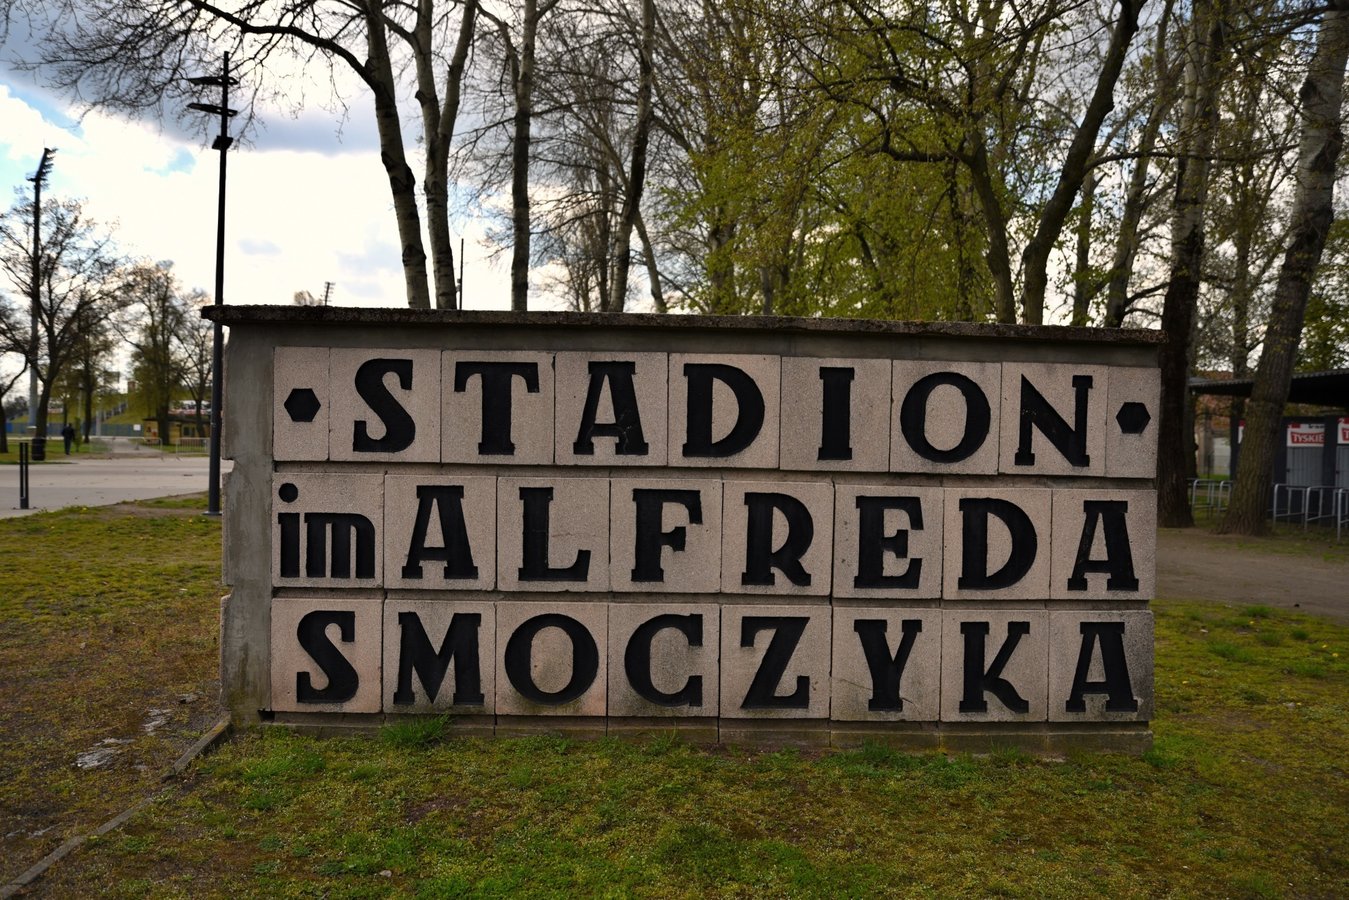 STADION
im ALFREDA
SMOCZYKA
TYSKIE